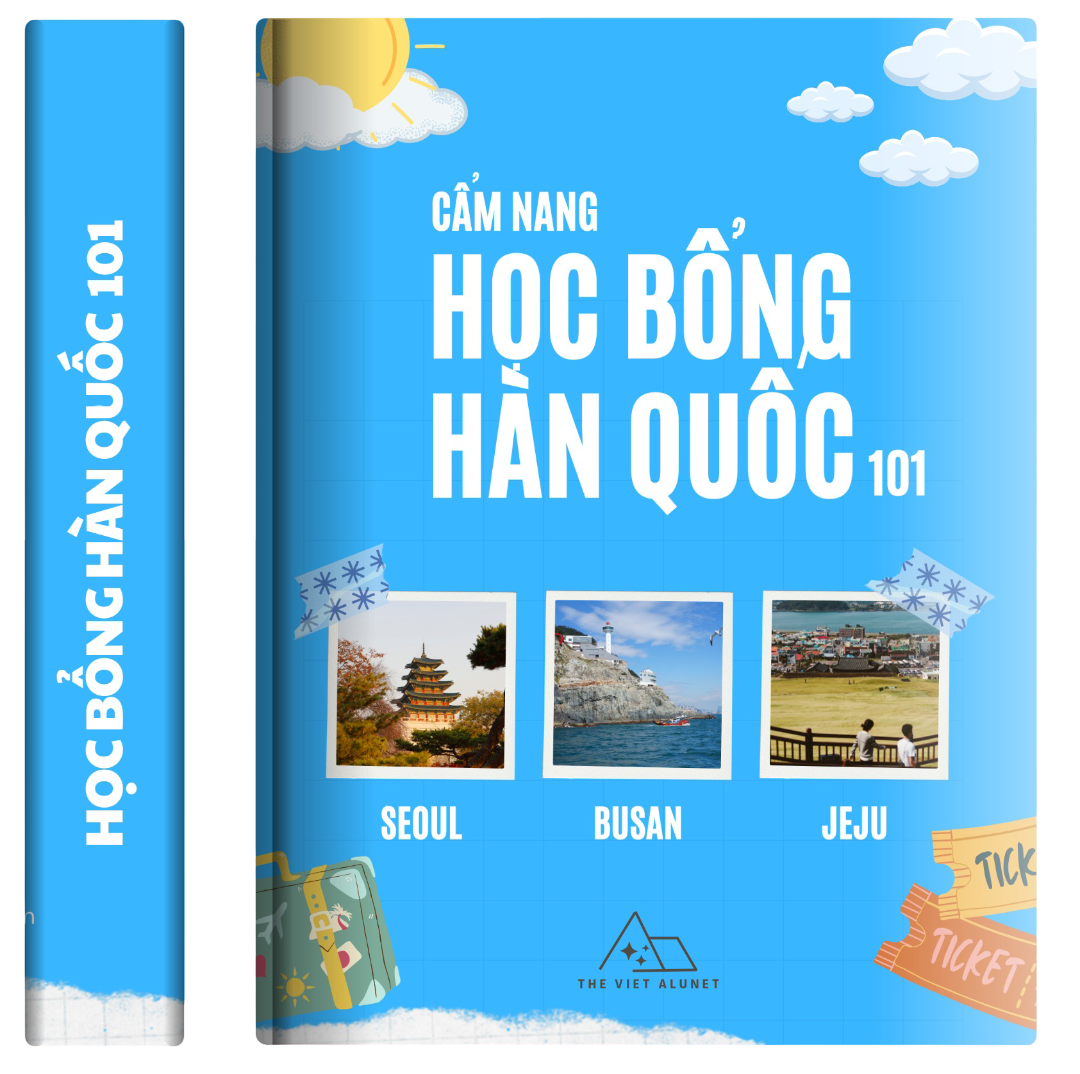 HỌC BỔNG HÀN QUỐC 101
CẨM NANG
HỌC BỔNG
HÀN QUỐC 101
SEOUL
BUSAN
JEJU
TICK
TICKET
THE VIET ALUNET